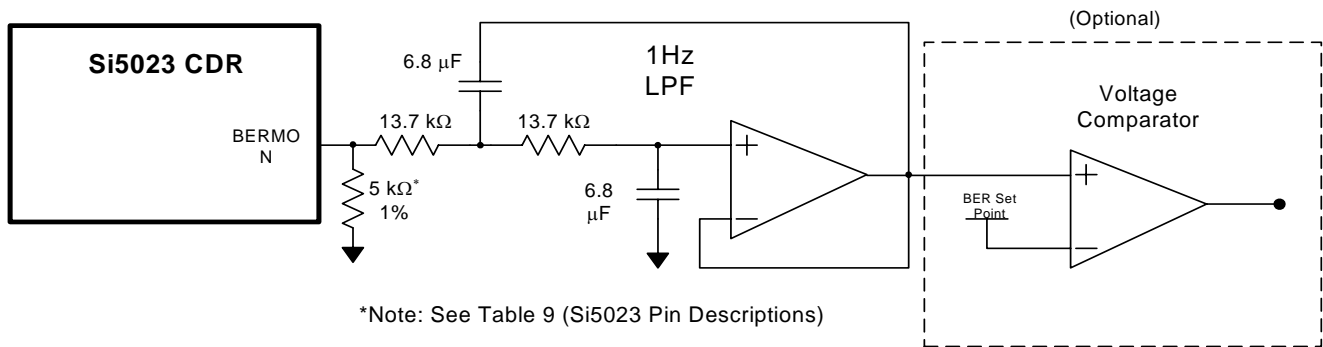 (Optional)
Si5023 CDR
BERMO
N
5 kΩ*
1%
13.7 kΩ
6.8 µF
13.7 kΩ
1Hz
LPF
6.8
µF
+
−
Voltage
Comparator
BER Set
Point
+
−
*Note: See Table 9 (Si5023 Pin Descriptions)